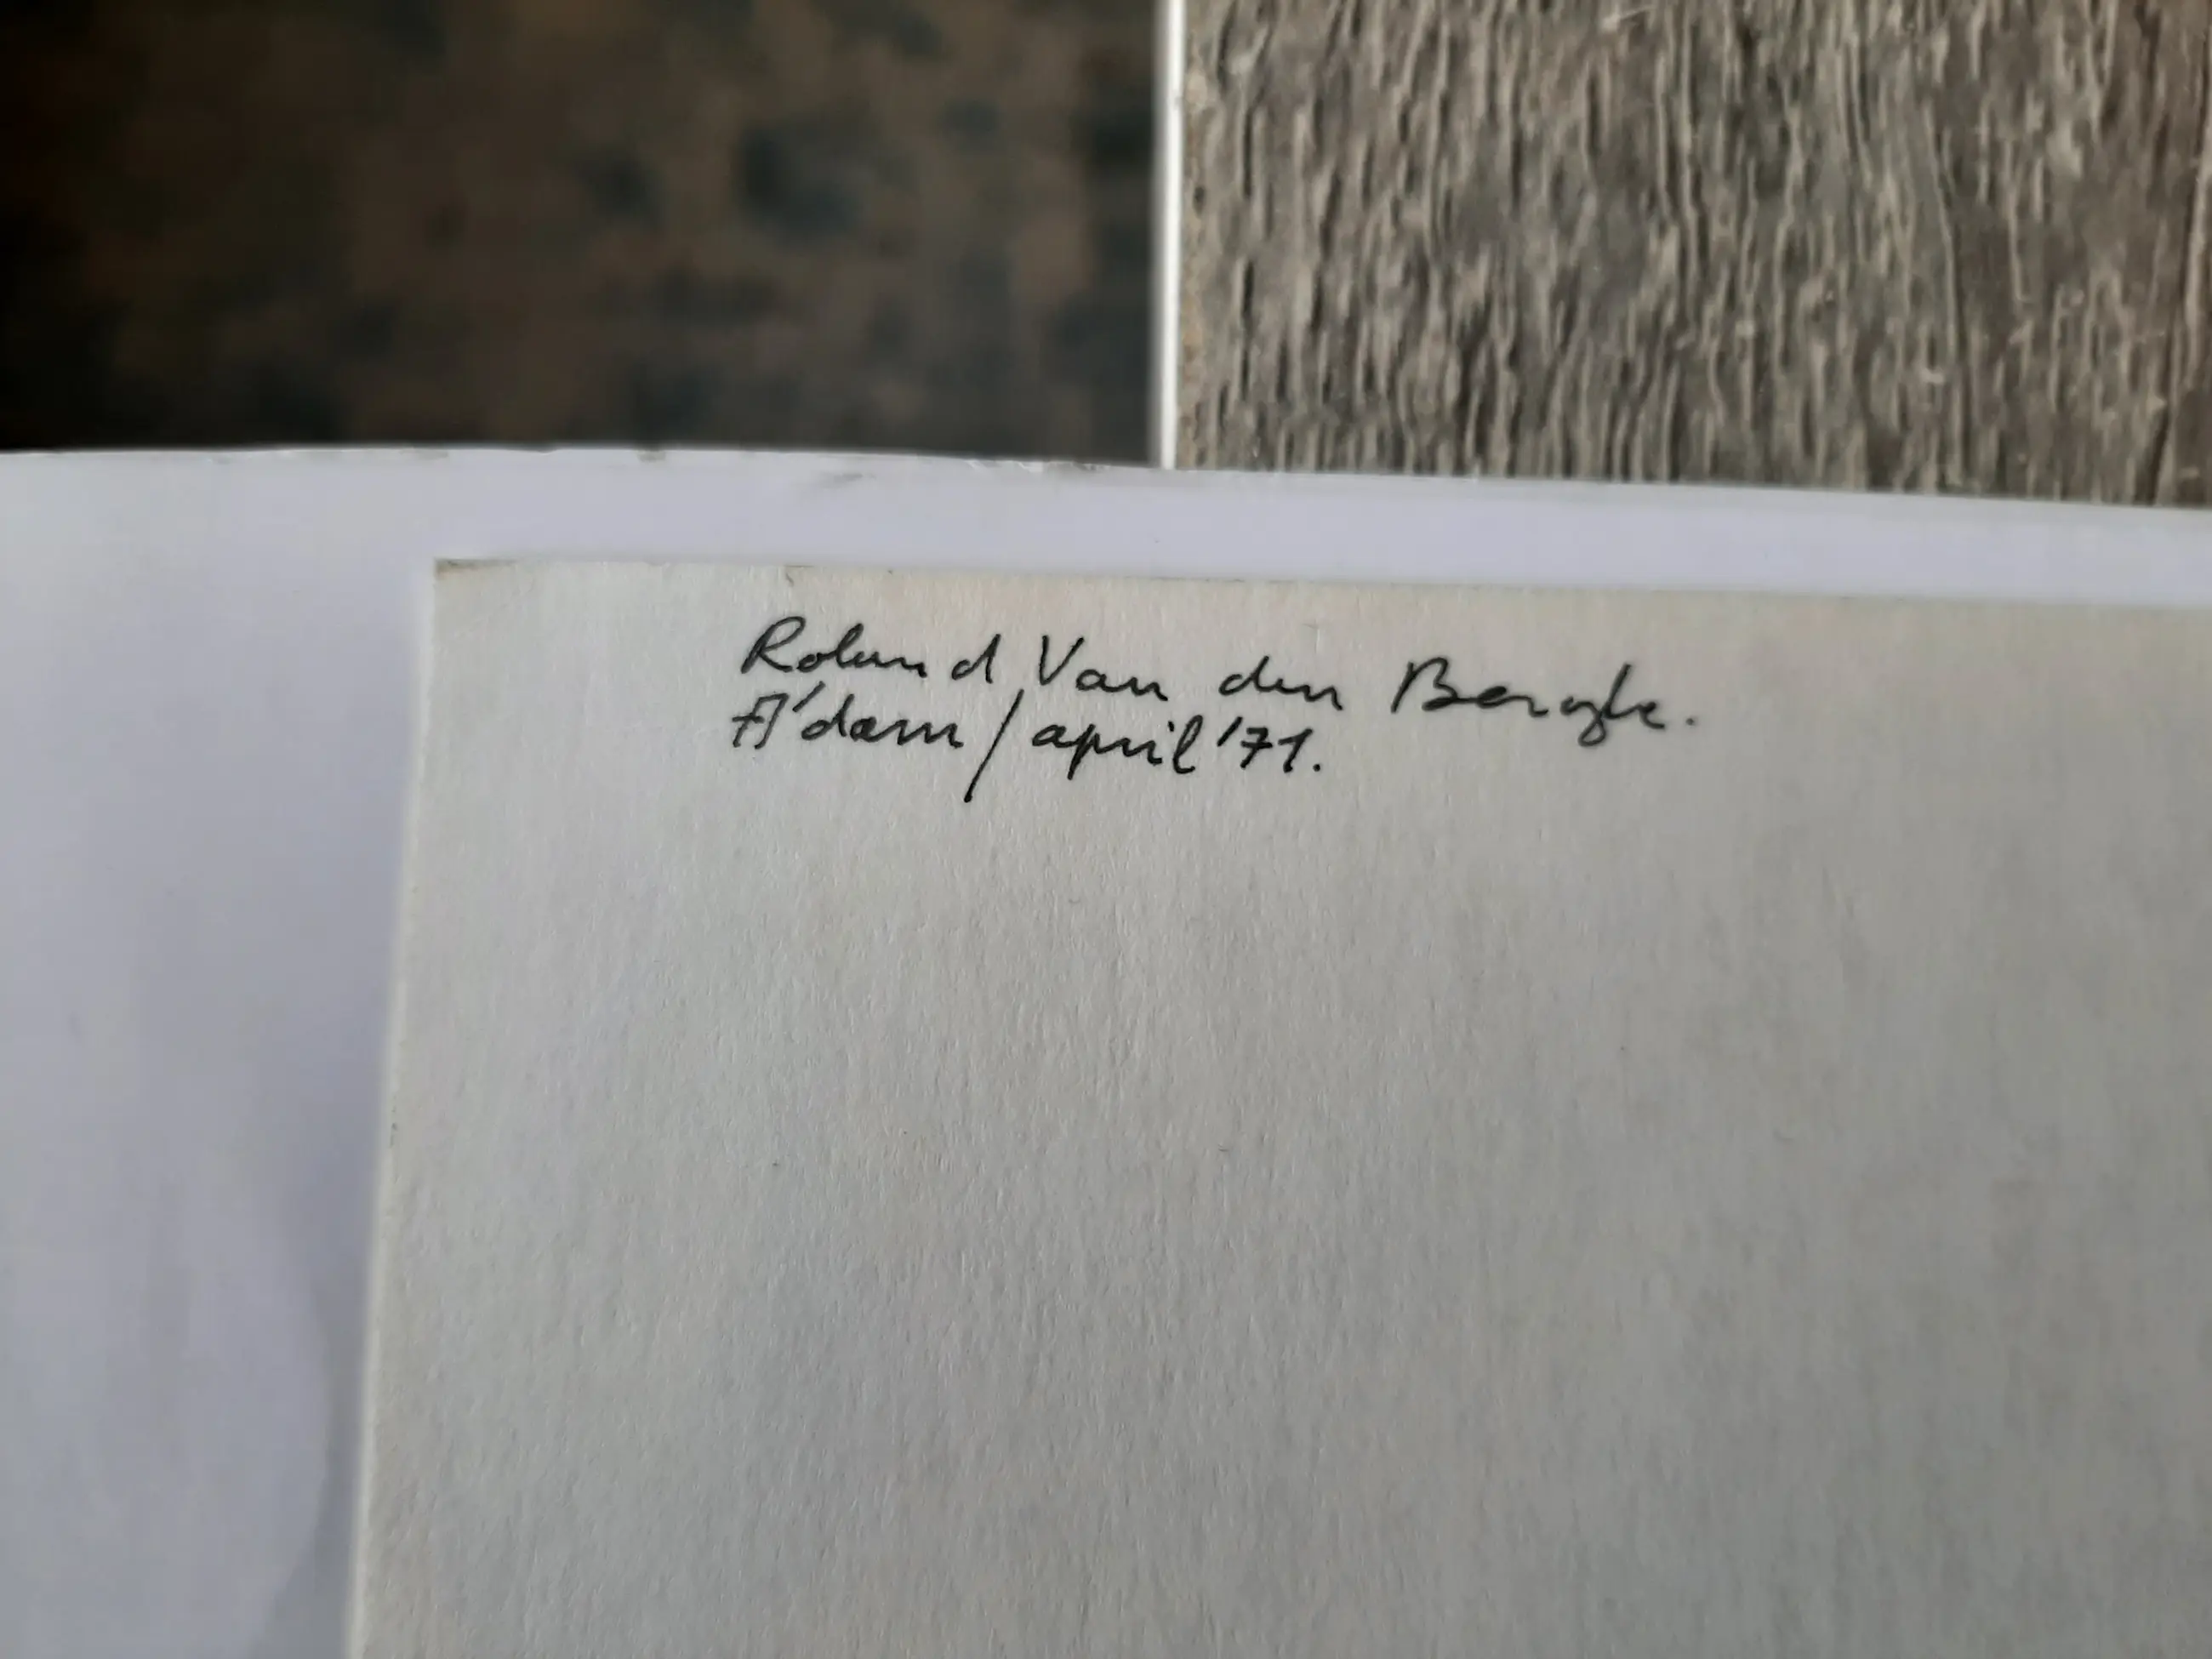 Roland Van den Berghe.
A'dam / april '71.